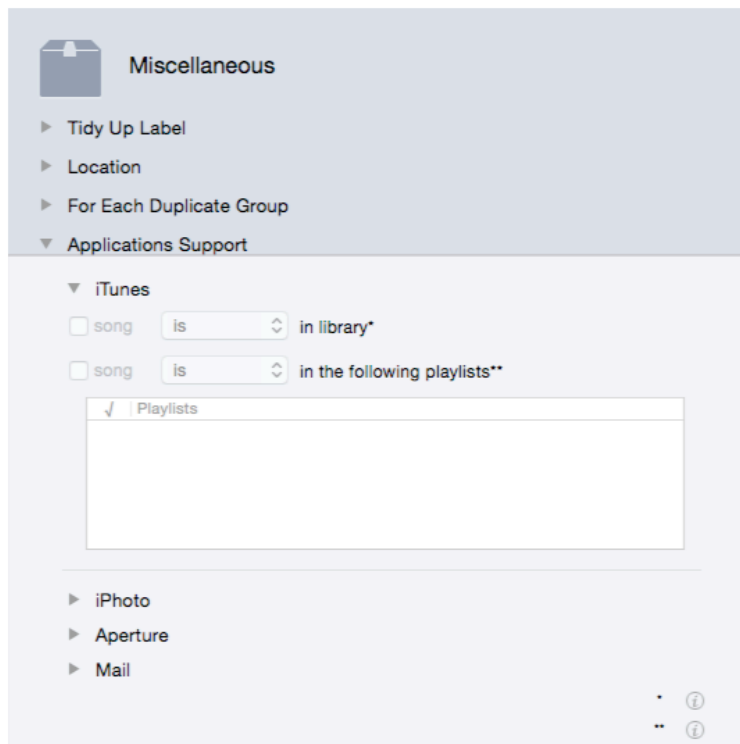 Miscellaneous
Tidy Up Label
Location
For Each Duplicate Group
Applications Support
iTunes
song is in library*
song is in the following playlists**
√ Playlists
iPhoto
Aperture
Mail
*
**